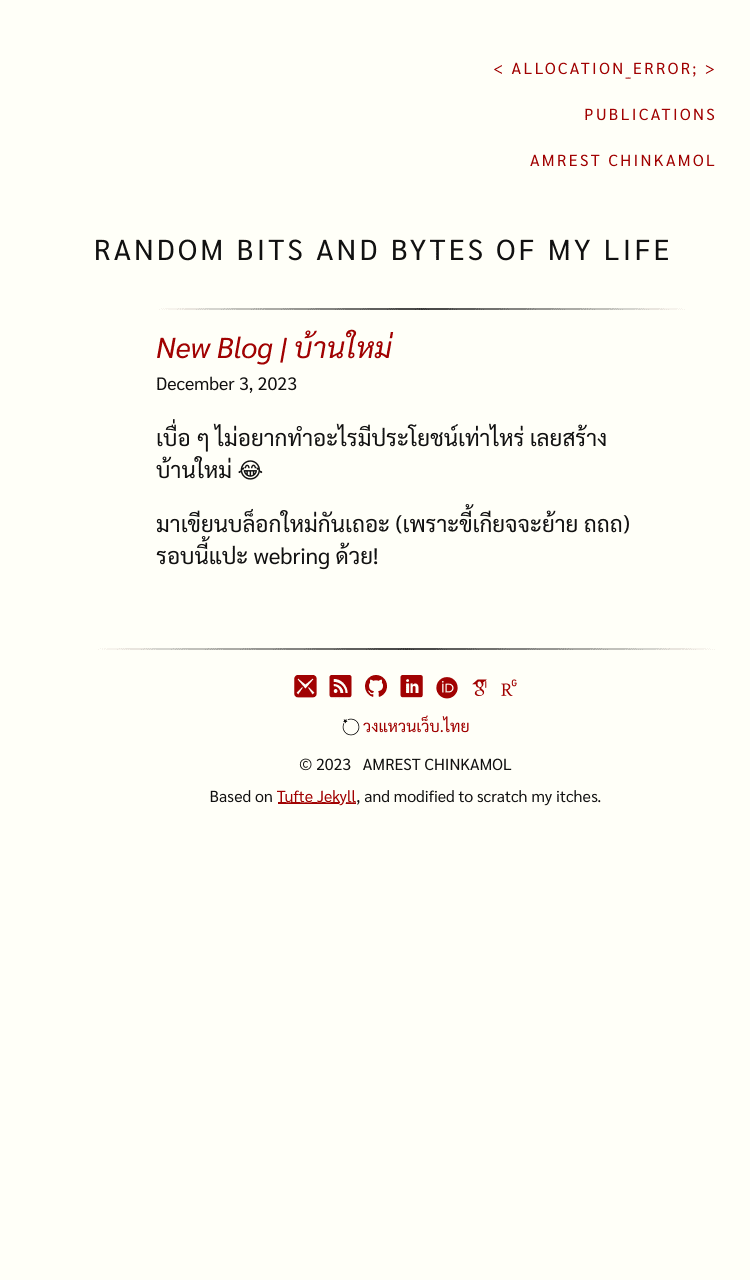 < ALLOCATION_ERROR; >
PUBLICATIONS
AMREST CHINKAMOL
RANDOM BITS AND BYTES OF MY LIFE
New Blog | บ้านใหม่
December 3, 2023
เบื่อ ๆ ไม่อยากทำอะไรมีประโยชน์เท่าไหร่ เลยสร้าง
บ้านใหม่ 😂
มาเขียนบล็อกใหม่กันเถอะ (เพราะขี้เกียจจะย้าย ถถถ)
รอบนี้แปะ webring ด้วย!
วงแหวนเว็บ.ไทย
© 2023 AMREST CHINKAMOL
Based on Tufte Jekyll, and modified to scratch my itches.